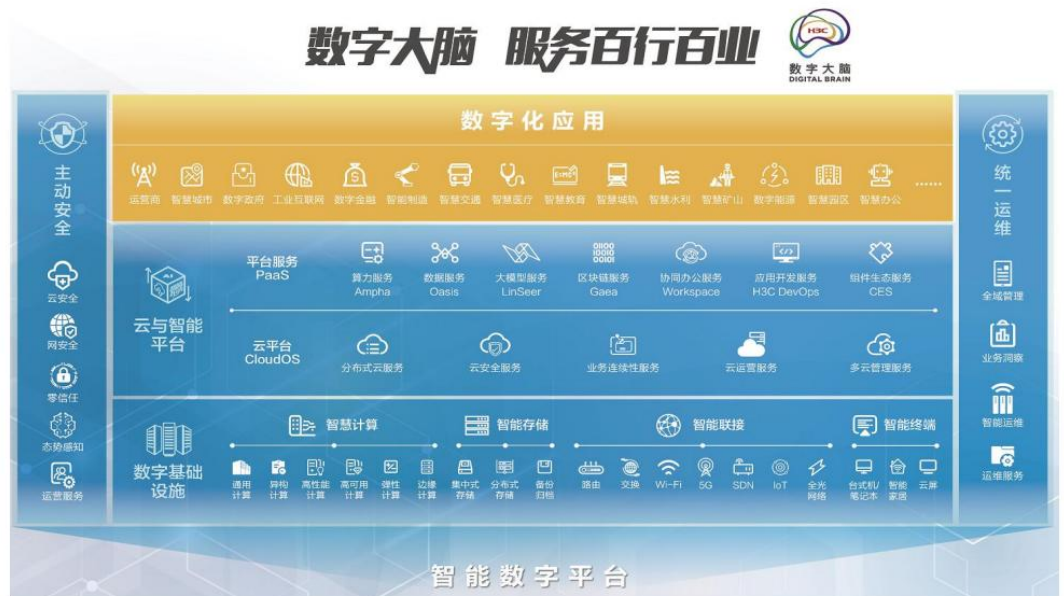 数字大脑 服务百行百业
H3C
数字大脑
DIGITAL BRAIN
主动安全
云安全
网安全
零信任
态势感知
运营服务
数字化应用
运营商 智慧城市 数字政府 工业互联网 数字金融 智能制造 智慧交通 智慧医疗 智慧教育 智慧城轨 智慧水利 智慧矿山 数字能源 智慧园区 智慧办公 ……
云与智能
平台
平台服务
PaaS
算力服务 数据服务 大模型服务 区块链服务 协同办公服务 应用开发服务 组件生态服务
Ampha Oasis LinSeer Gaea Workspace H3C DevOps CES
云平台
CloudOS
分布式云服务 云安全服务 业务连续性服务 云运营服务 多云管理服务
数字基础
设施
智慧计算 智能存储 智能联接 智能终端
通用计算 异构计算 高性能计算 高可用计算 弹性计算 边缘计算 集中式存储 分布式存储 备份归档 路由 交换 Wi-Fi 5G SDN IoT 全光网络 台式机/笔记本 智能家居 云屏
统一运维
全域管理
业务洞察
智能运维
运维服务
智能数字平台